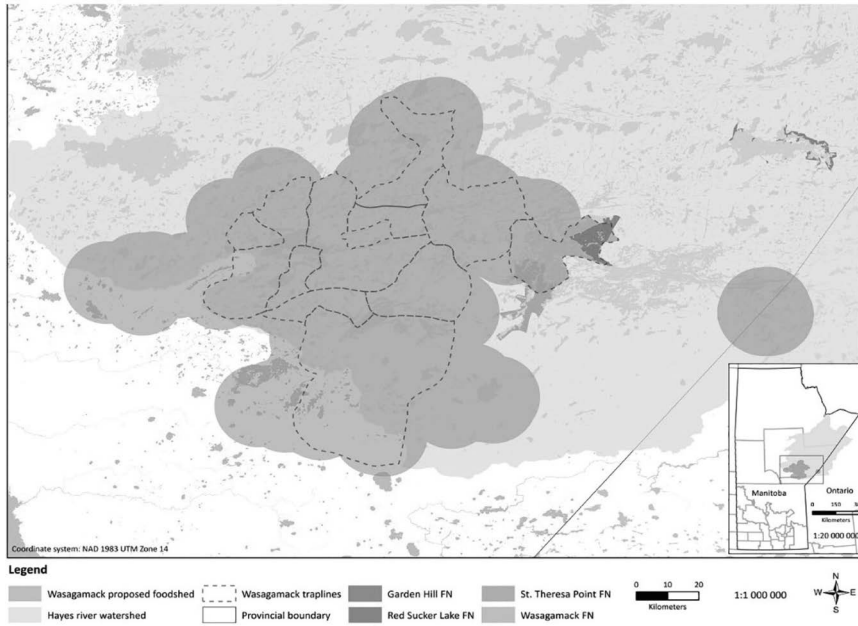 Manitoba
Ontario
0 150
Kilometers
1:20 000 000
Coordinate system: NAD 1983 UTM Zone 14
Legend
Wasagamack proposed foodshed
Wasagamack traplines
Garden Hill FN
St. Theresa Point FN
Hayes river watershed
Provincial boundary
Red Sucker Lake FN
Wasagamack FN
0 10 20
Kilometers
1:1 000 000
N
W E
S